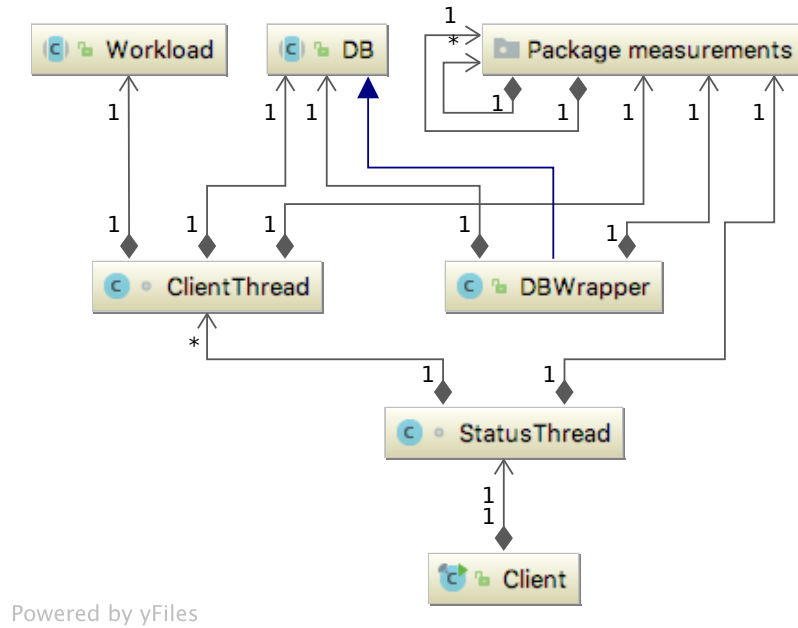 1
*
Workload
DB
Package measurements
1
1
1
1
1
1
1
1
1
1
1
1
1
1
ClientThread
DBWrapper
*
1
1
StatusThread
1
1
Client
Powered by yFiles